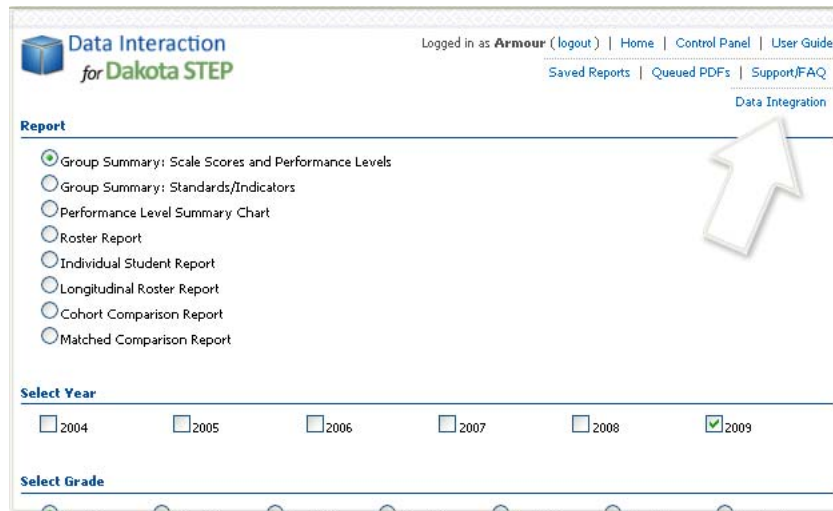 Data Interaction
for Dakota STEP
Logged in as Armour ( logout ) | Home | Control Panel | User Guide
Saved Reports | Queued PDFs | Support/FAQ
Data Integration
Report
Group Summary: Scale Scores and Performance Levels
Group Summary: Standards/Indicators
Performance Level Summary Chart
Roster Report
Individual Student Report
Longitudinal Roster Report
Cohort Comparison Report
Matched Comparison Report
Select Year
2004 2005 2006 2007 2008 2009
Select Grade